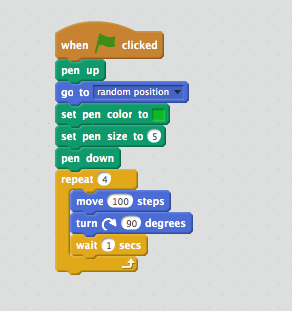 when clicked
pen up
go to random position
set pen color to
set pen size to 5
pen down
repeat 4
move 100 steps
turn 90 degrees
wait 1 secs